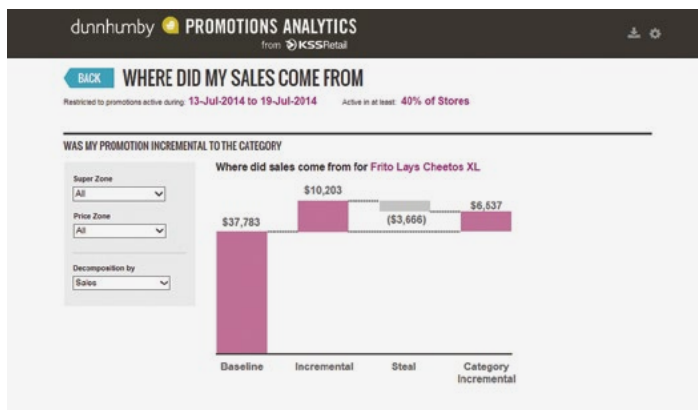 dunnhumby PROMOTIONS ANALYTICS
from KSSRetail
BACK WHERE DID MY SALES COME FROM
Restricted to promotions active during: 13-Jul-2014 to 19-Jul-2014 Active in at least: 40% of Stores
WAS MY PROMOTION INCREMENTAL TO THE CATEGORY
Where did sales come from for Frito Lays Cheetos XL
Super Zone
All
Price Zone
All
Decomposition by
Sales
$37,783
$10,203
($3,666)
$6,537
Baseline
Incremental
Steal
Category
Incremental